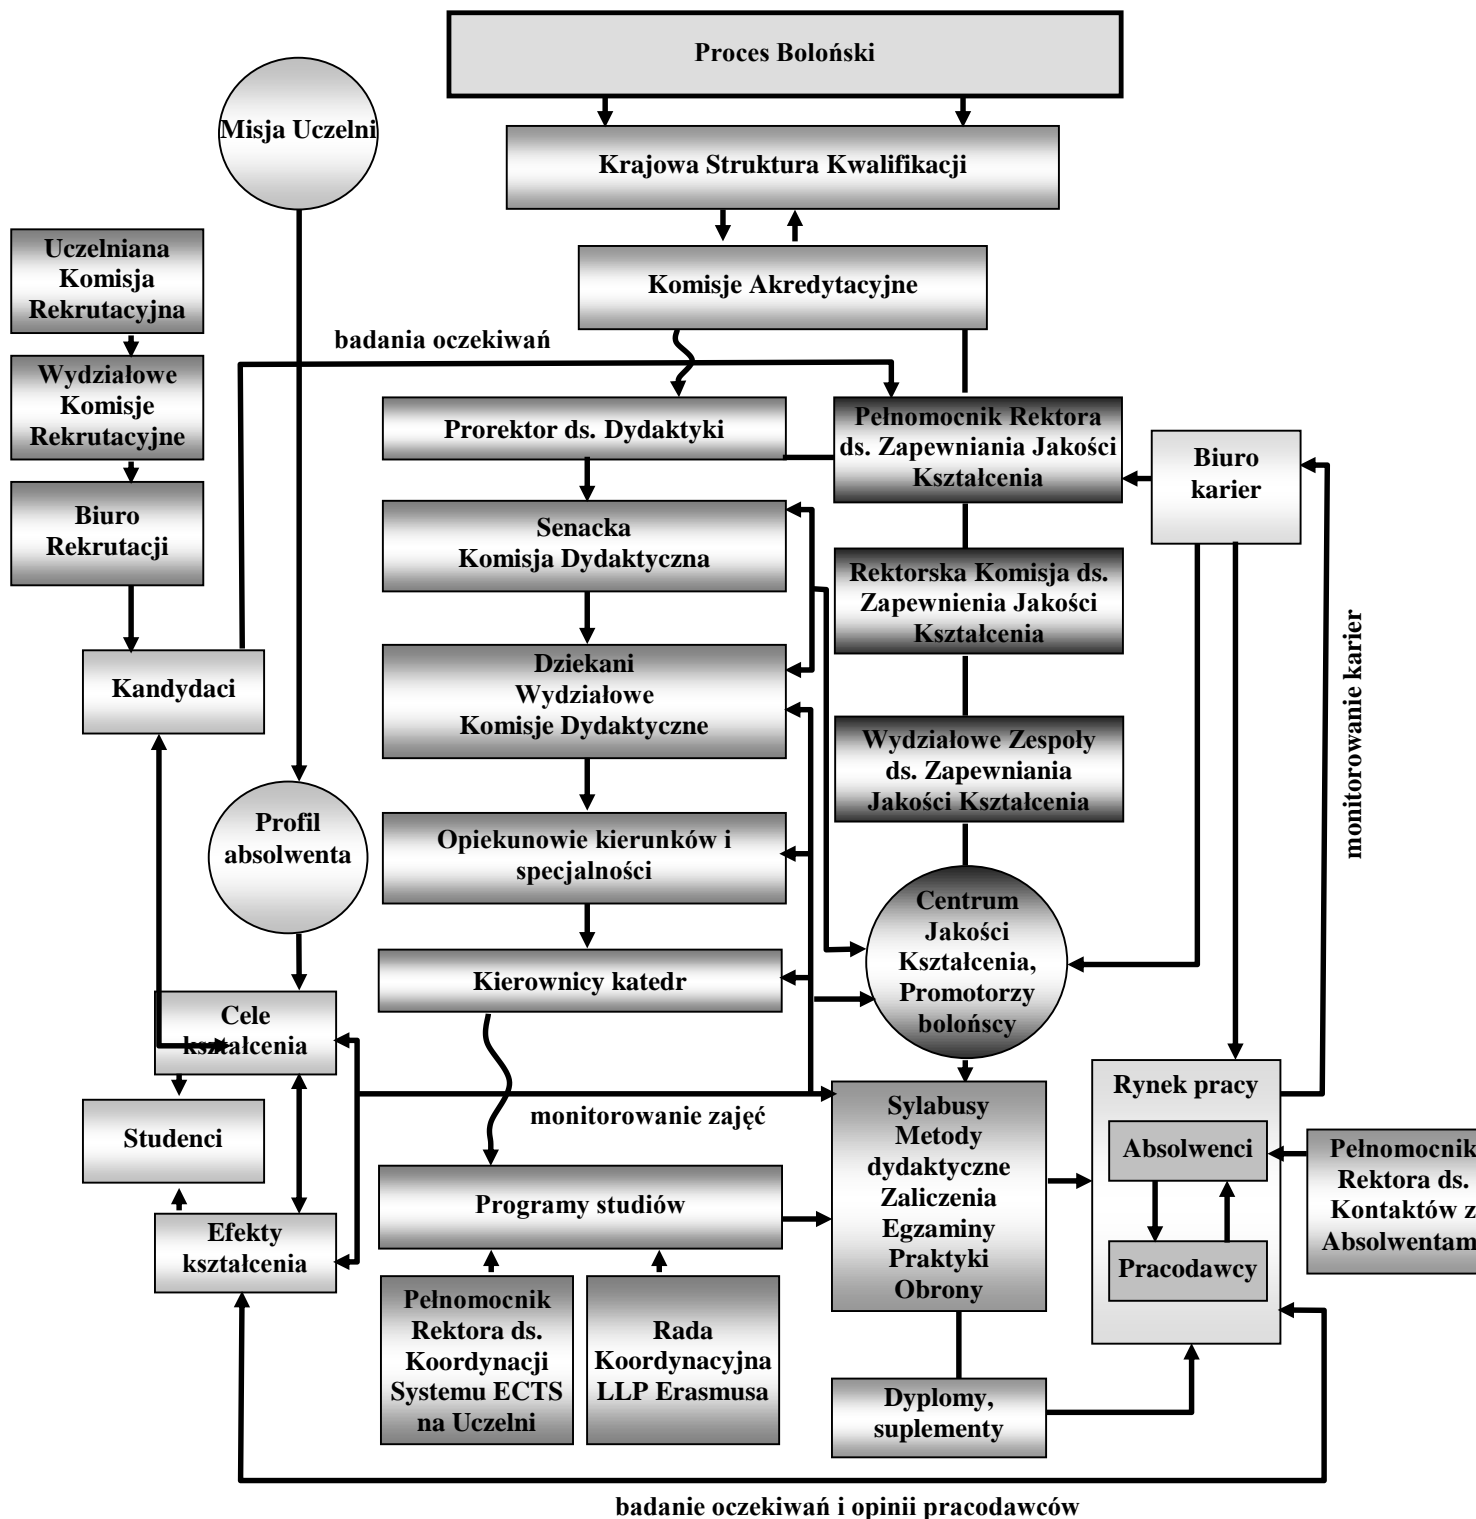 Proces Boloński
Misja Uczelni
Krajowa Struktura Kwalifikacji
Uczelniana
Komisja
Rekrutacyjna
Komisje Akredytacyjne
badania oczekiwań
Wydziałowe
Komisje
Rekrutacyjne
Prorektor ds. Dydaktyki
Pełnomocnik Rektora
ds. Zapewniania Jakości
Kształcenia
Biuro
karier
Biuro
Rekrutacji
Senacka
Komisja Dydaktyczna
Rektorska Komisja ds.
Zapewnienia Jakości
Kształcenia
monitorowanie karier
Kandydaci
Dziekani
Wydziałowe
Komisje Dydaktyczne
Wydziałowe Zespoły
ds. Zapewniania
Jakości Kształcenia
Profil
absolwenta
Opiekunowie kierunków i
specjalności
Centrum
Jakości
Kształcenia,
Promotorzy
bolońscy
Kierownicy katedr
Cele
kształcenia
monitorowanie zajęć
Studenci
Sylabusy
Metody
dydaktyczne
Zaliczenia
Egzaminy
Praktyki
Obrony
Rynek pracy
Absolwenci
Pracodawcy
Pełnomocnik
Rektora ds.
Kontaktów z
Absolwentam
Programy studiów
Efekty
kształcenia
Pełnomocnik
Rektora ds.
Koordynacji
Systemu ECTS
na Uczelni
Rada
Koordynacyjna
LLP Erasmusa
Dyplomy,
suplementy
badanie oczekiwań i opinii pracodawców